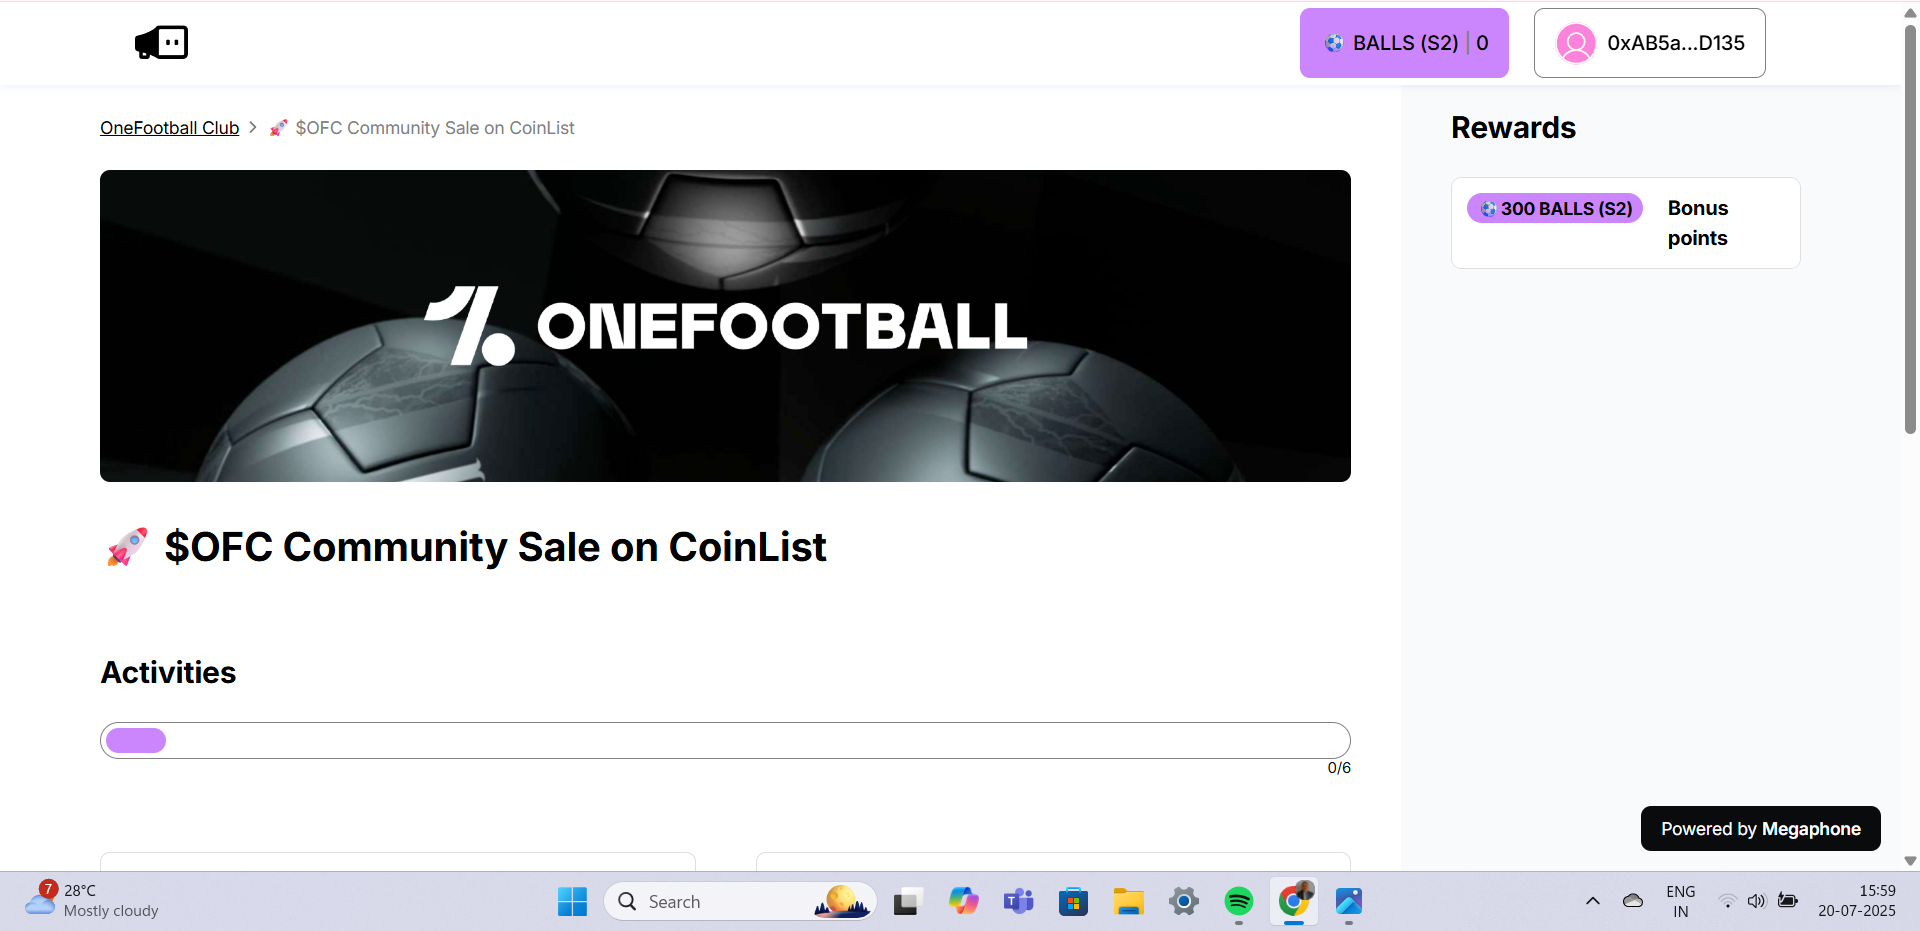 ⚽ BALLS (S2) | 0
0xAB5a...D135
OneFootball Club > 🚀 $OFC Community Sale on CoinList
ONEFOOTBALL
🚀 $OFC Community Sale on CoinList
Activities
0/6
Rewards
⚽ 300 BALLS (S2)
Bonus
points
Powered by Megaphone
7
28°C
Mostly cloudy
Search
ENG
IN
15:59
20-07-2025